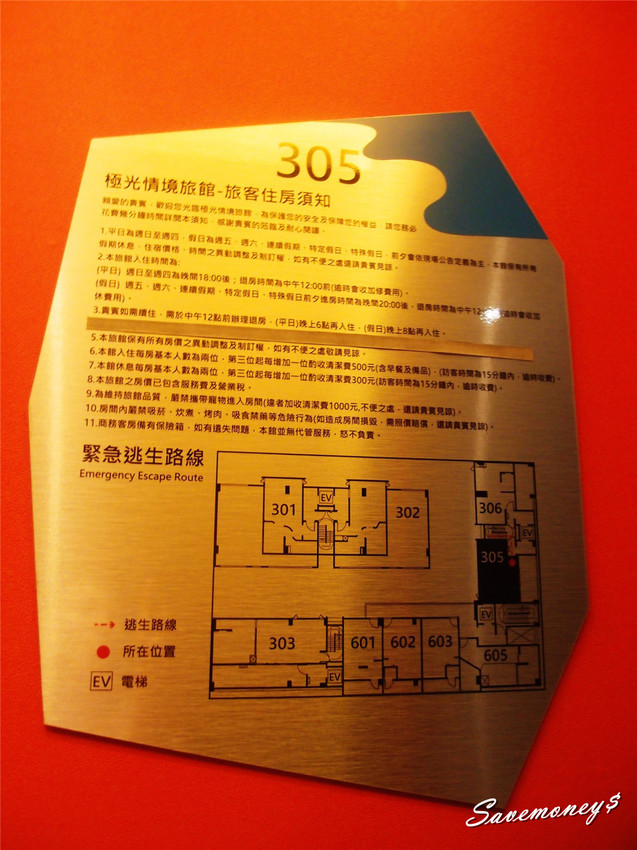 305
極光情境旅館-旅客住房須知
親愛的貴賓，歡迎您光臨極光情境旅館，為保護您的安全及保障您的權益，請您務必
花費幾分鐘時間詳閱本須知，感謝貴賓的蒞臨及耐心閱讀。
1.平日為週日至週四，假日為週五、週六、連續假期、特定假日、特殊假日，前夕會依現場公告定義為主，本館保有所有
假期休息、住宿價格、時間之異動調整及制訂權，如有不便之處還請貴賓見諒。
2.本旅館入住時間為:
(平日) 週日至週四為晚間18:00後；退房時間為中午12:00前(逾時會收加修費用)。
(假日) 週五、週六、連續假期、特定假日、特殊假日前夕進房時間為晚間20:00後，退房時間為中午12:00前(逾時會收加
休費用)。
3.貴賓如需續住，需於中午12點前辦理退房，(平日)晚上6點再入住，(假日)晚上8點再入住。
5.本旅館保有所有房價之異動調整及制訂權，如有不便之處敬請見諒。
6.本館入住每房基本人數為兩位，第三位起每增加一位酌收清潔費500元(含早餐及備品)，(訪客時間為15分鐘內，逾時收費)。
7.本館休息每房基本人數為兩位，第三位起每增加一位酌收清潔費300元(訪客時間為15分鐘內，逾時收費)。
8.本旅館之房價已包含服務費及營業稅。
9.為維持旅館品質，嚴禁攜帶寵物進入房間(違者加收清潔費1000元,不便之處，還請貴賓見諒)。
10.房間內嚴禁吸菸、炊煮、烤肉、吸食禁藥等危險行為(如造成房間損毀，需照價賠償，還請貴賓見諒)。
11.商務客房備有保險箱，如有遺失問題，本館並無代管服務，恕不負責。
緊急逃生路線
Emergency Escape Route
301
EV
302
306
EV
305
EV
303
EV
601
602
603
605
逃生路線
所在位置
EV 電梯
Savemoney$